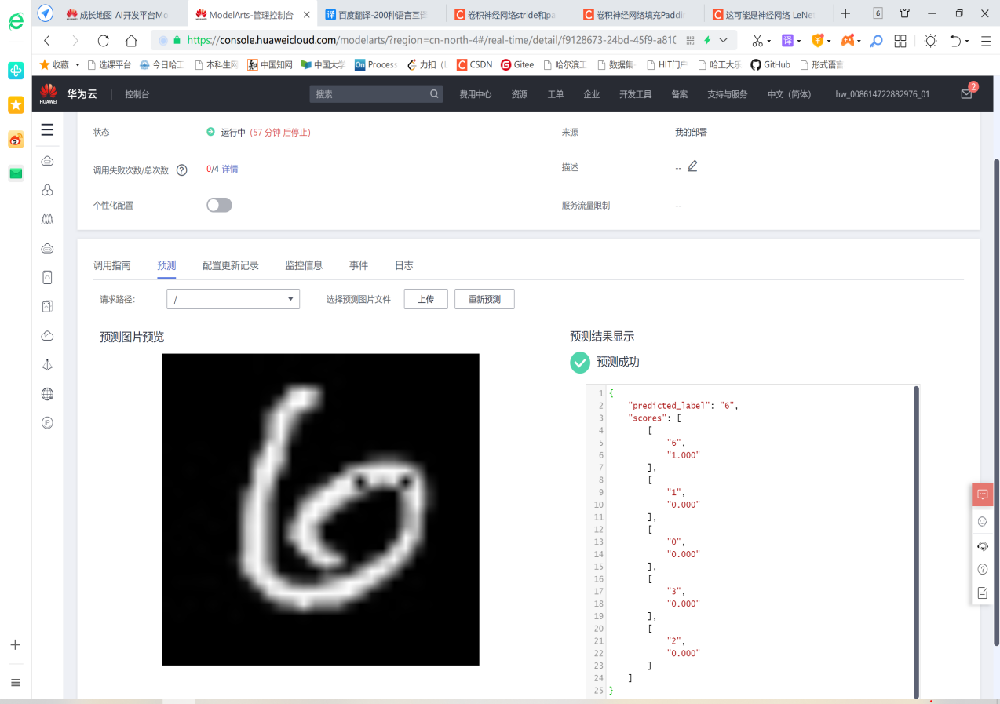 成长地图_AI开发平台Mo
ModelArts-管理控制台
百度翻译-200种语言互译
卷积神经网络stride和pa
卷积神经网络填充Paddi
这可能是神经网络 LeNe
6
https://console.huaweicloud.com/modelarts/?region=cn-north-4#/real-time/detail/f9128673-24bd-45f9-a810
译
收藏
选课平台
今日哈工
本科生网
中国知网
中国大学
On Process
力扣（L
CSDN
Gitee
哈尔滨工
数据集
HIT门户
哈工大乐
GitHub
形式语言
HUAWEI
华为云
控制台
搜索
费用中心
资源
工单
企业
开发工具
备案
支持与服务
中文（简体）
hw_008614722882976_01
2
状态
运行中 (57 分钟 后停止)
来源
我的部署
调用失败次数/总次数 ?
0/4 详情
描述
--
个性化配置
服务流量限制
--
调用指南
预测
配置更新记录
监控信息
事件
日志
请求路径：
/
选择预测图片文件
上传
重新预测
预测图片预览
预测结果显示
预测成功
6
1 {
2 "predicted_label": "6",
3 "scores": [
4 [
5 "6",
6 "1.000"
7 ],
8 [
9 "1",
10 "0.000"
11 ],
12 [
13 "0",
14 "0.000"
15 ],
16 [
17 "3",
18 "0.000"
19 ],
20 [
21 "2",
22 "0.000"
23 ]
24 ]
25 }